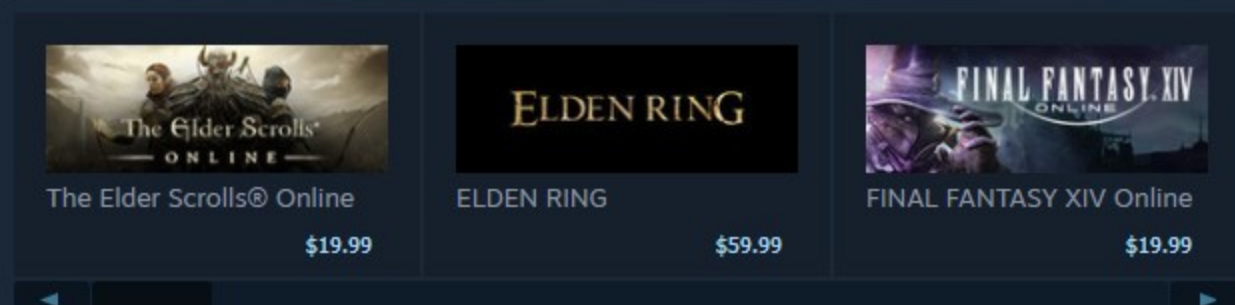 The Elder Scrolls®
ONLINE
The Elder Scrolls® Online
$19.99
ELDEN RING
ELDEN RING
$59.99
FINAL FANTASY XIV
ONLINE
FINAL FANTASY XIV Online
$19.99